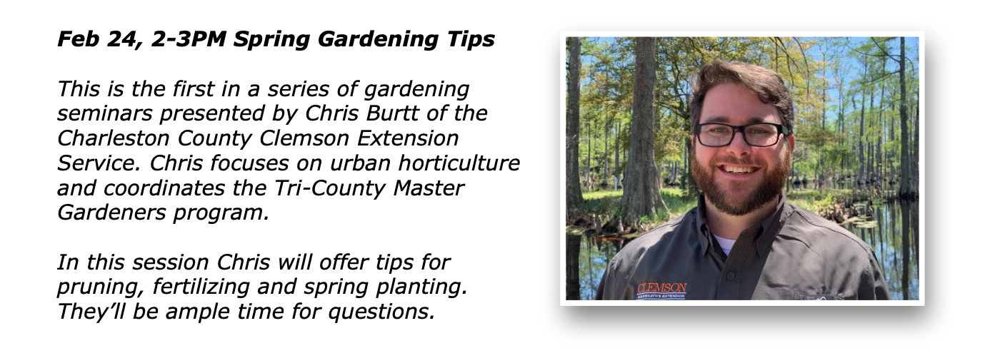 Feb 24, 2-3PM Spring Gardening Tips
This is the first in a series of gardening
seminars presented by Chris Burtt of the
Charleston County Clemson Extension
Service. Chris focuses on urban horticulture
and coordinates the Tri-County Master
Gardeners program.
In this session Chris will offer tips for
pruning, fertilizing and spring planting.
They’ll be ample time for questions.
CLEMSON
COOPERATIVE EXTENSION